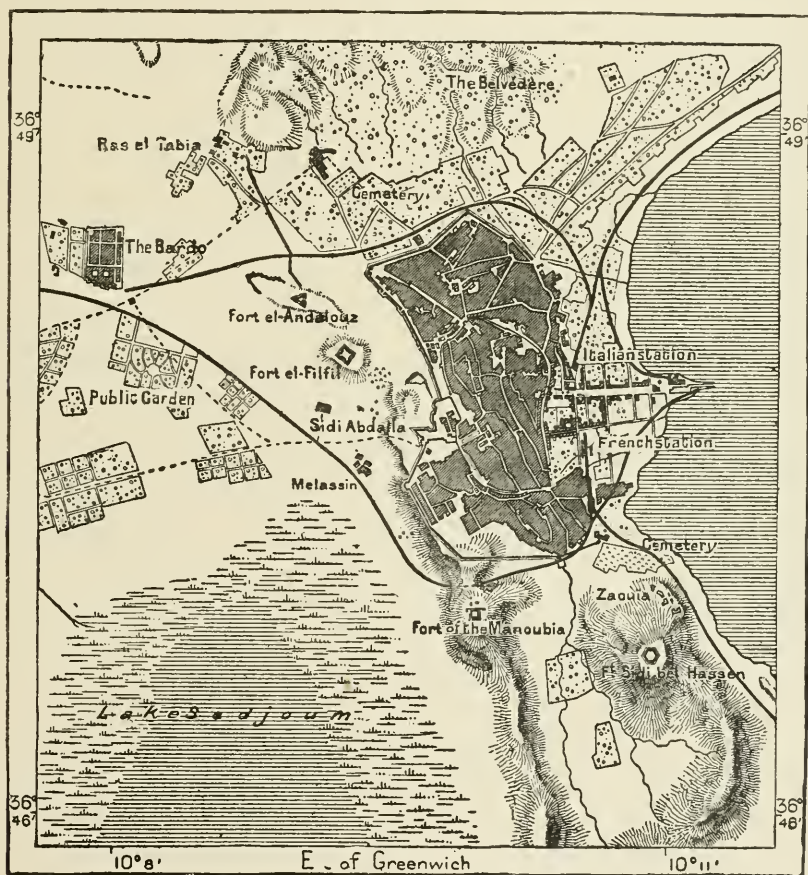 The Belvédère
36°
49'
36°
49'
Ras el Tabia
Cemetery
The Bardo
Fort el-Andalouz
Italian station
Fort el-Filfil
Public Garden
Sidi Abdalla
French station
Melassin
Cemetery
Zaouia
Fort of the Manoubia
Ft Sidi bel Hassen
Lake Sedjoum
36°
46'
36°
46'
10°8'
E. of Greenwich
10°11'